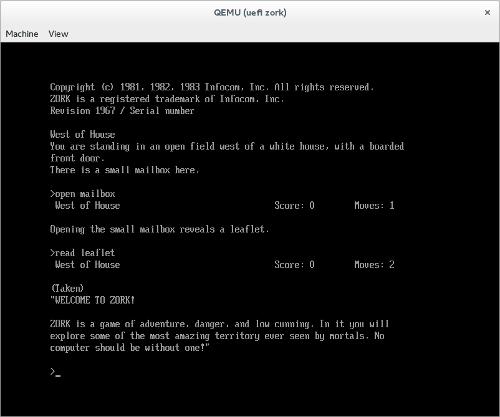 QEMU (uefi zork)
Machine View
Copyright (c) 1981, 1982, 1983 Infocom, Inc. All rights reserved.
ZORK is a registered trademark of Infocom, Inc.
Revision 1967 / Serial number
West of House
You are standing in an open field west of a white house, with a boarded
front door.
There is a small mailbox here.
>open mailbox
West of House Score: 0 Moves: 1
Opening the small mailbox reveals a leaflet.
>read leaflet
West of House Score: 0 Moves: 2
(Taken)
"WELCOME TO ZORK!
ZORK is a game of adventure, danger, and low cunning. In it you will
explore some of the most amazing territory ever seen by mortals. No
computer should be without one!"
>_